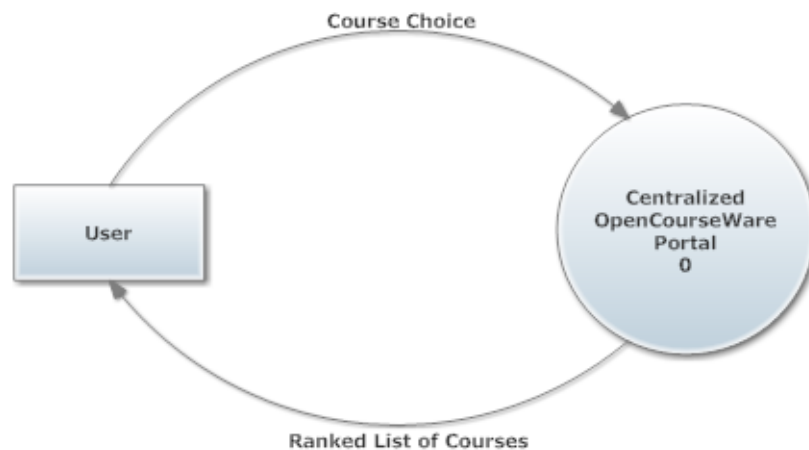 Course Choice
User
Centralized
OpenCourseWare
Portal
0
Ranked List of Courses